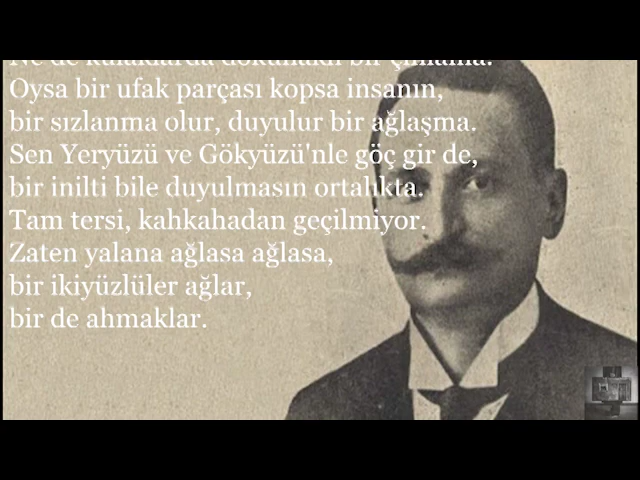 Oysa bir ufak parçası kopsa insanın,
bir sızlanma olur, duyulur bir ağlaşma.
Sen Yeryüzü ve Gökyüzü'nle göç gir de,
bir inilti bile duyulmasın ortalıkta.
Tam tersi, kahkahadan geçilmiyor.
Zaten yalana ağlasa ağlasa,
bir ikiyüzlüler ağlar,
bir de ahmaklar.